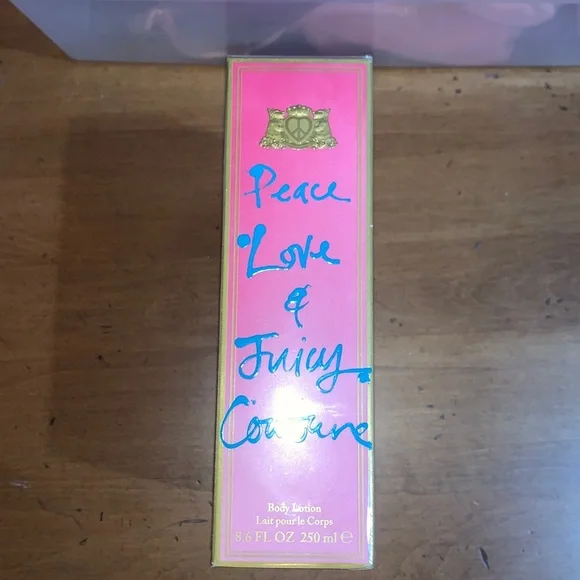 Peace
Love
&
Juicy
Couture
Body Lotion
Lait pour le Corps
8.6 FL OZ 250 ml ℮